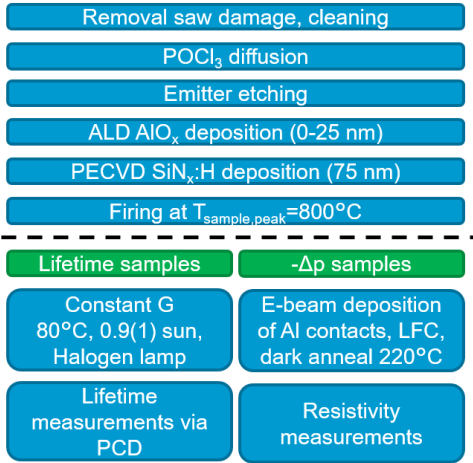 Removal saw damage, cleaning
POCl₃ diffusion
Emitter etching
ALD AlOₓ deposition (0-25 nm)
PECVD SiNₓ:H deposition (75 nm)
Firing at Tsample,peak=800°C
Lifetime samples
-Δp samples
Constant G
80°C, 0.9(1) sun,
Halogen lamp
E-beam deposition
of Al contacts, LFC,
dark anneal 220°C
Lifetime
measurements via
PCD
Resistivity
measurements